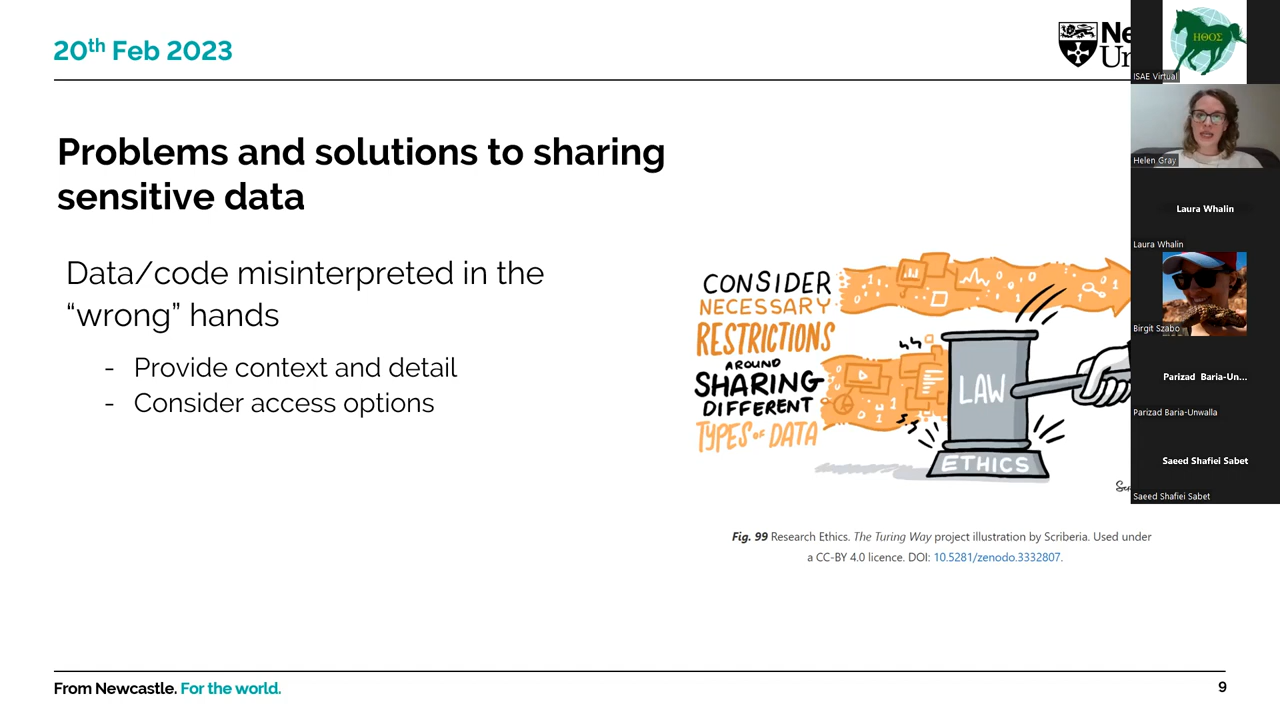 20th Feb 2023
Ne
Un
Problems and solutions to sharing
sensitive data
Data/code misinterpreted in the
“wrong” hands
- Provide context and detail
- Consider access options
CONSIDER
NECESSARY
RESTRICTIONS
AROUND
SHARING
DIFFERENT
TYPES OF DATA
LAW
ETHICS
Fig. 99 Research Ethics. The Turing Way project illustration by Scriberia. Used under
a CC-BY 4.0 licence. DOI: 10.5281/zenodo.3332807.
From Newcastle. For the world.
9
ΗΘΟΣ
ISAE Virtual
Helen Gray
Laura Whalin
Laura Whalin
Birgit Szabo
Parizad Baria-Un...
Parizad Baria-Unwalla
Saeed Shafiei Sabet
Saeed Shafiei Sabet